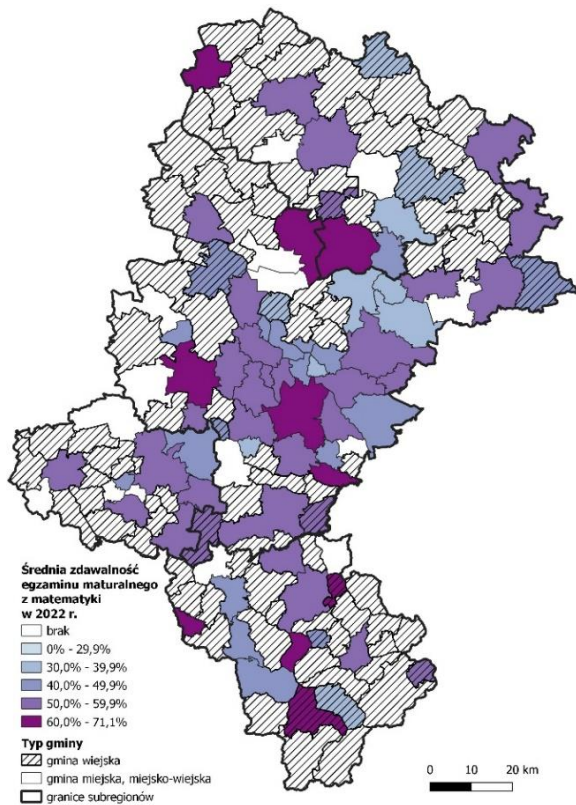 Średnia zdawalność
egzaminu maturalnego
z matematyki
w 2022 r.
brak
0% - 29,9%
30,0% - 39,9%
40,0% - 49,9%
50,0% - 59,9%
60,0% - 71,1%
Typ gminy
gmina wiejska
gmina miejska, miejsko-wiejska
granice subregionów
0 10 20 km